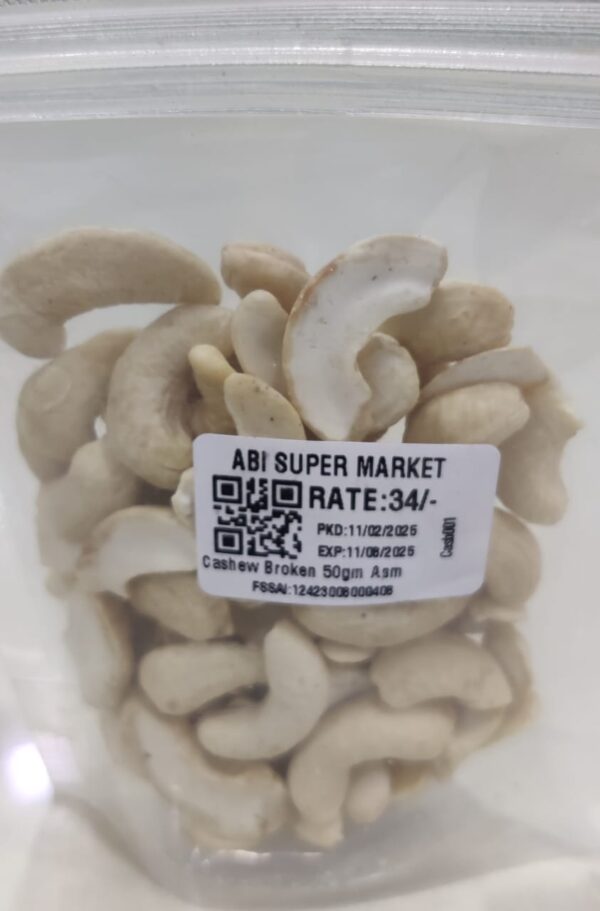 ABI SUPER MARKET
RATE:34/-
PKD:11/02/2025
EXP:11/08/2025
Cash001
Cashew Broken 50gm Asm
FSSAI:12423008000408